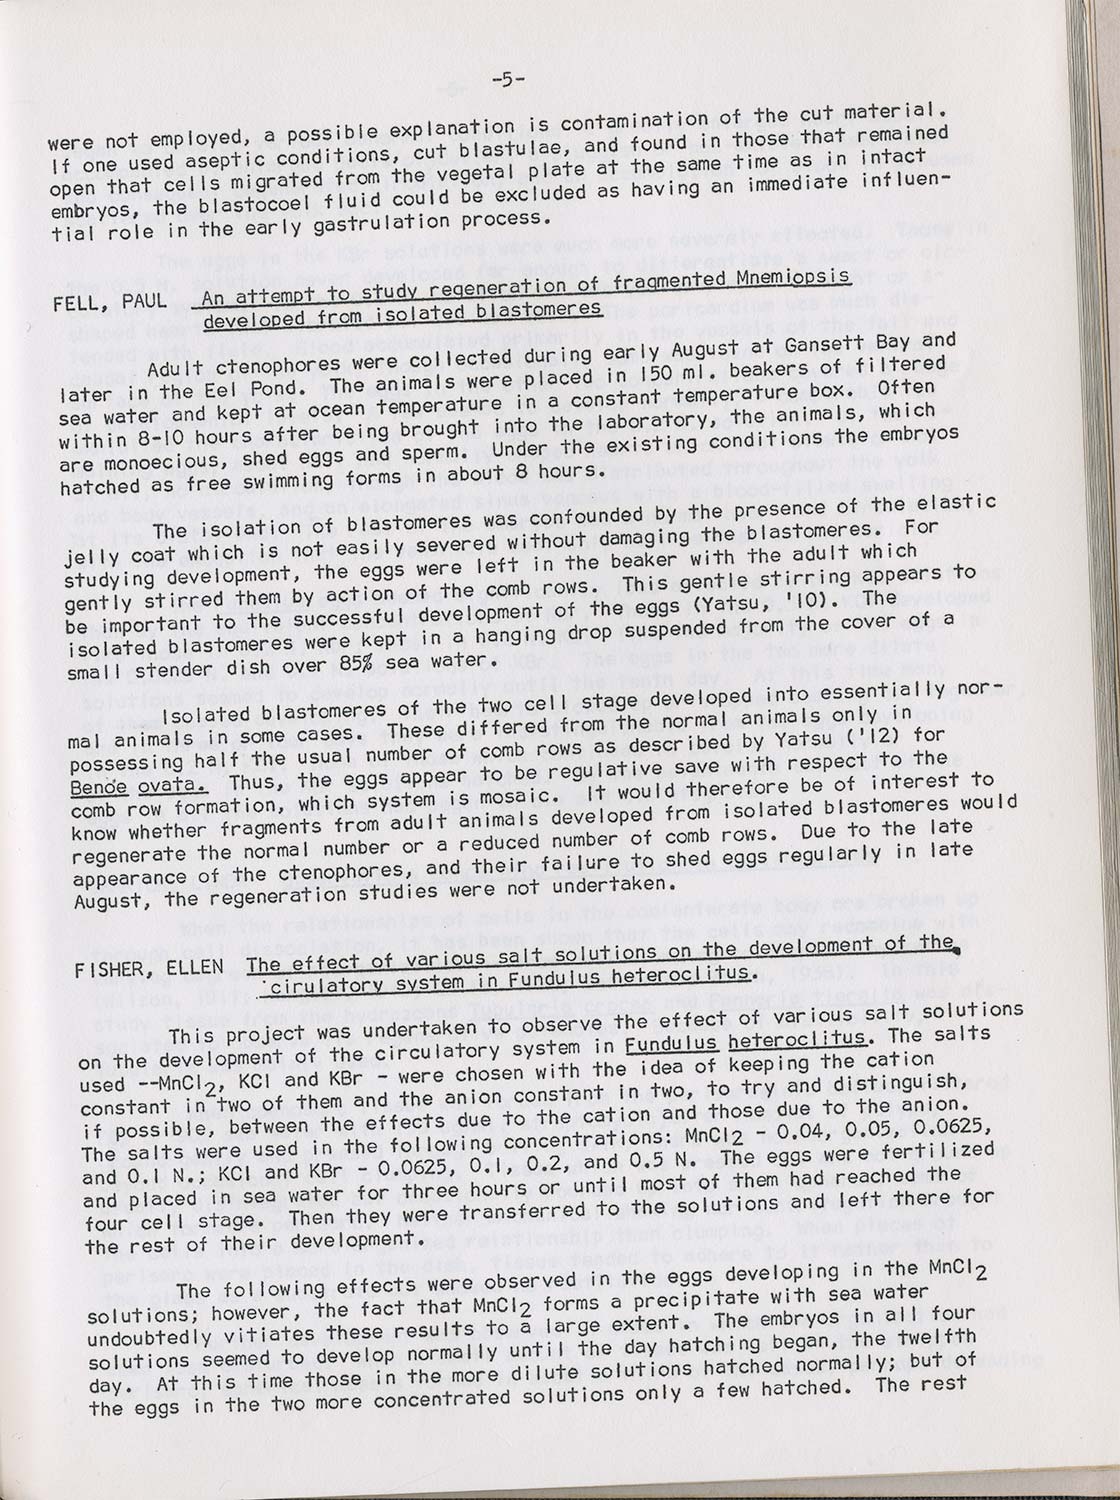 -5-
were not employed, a possible explanation is contamination of the cut material.
If one used aseptic conditions, cut blastulae, and found in those that remained
open that cells migrated from the vegetal plate at the same time as in intact
embryos, the blastocoel fluid could be excluded as having an immediate influen-
tial role in the early gastrulation process.
FELL, PAUL An attempt to study regeneration of fragmented Mnemiopsis
developed from isolated blastomeres
Adult ctenophores were collected during early August at Gansett Bay and
later in the Eel Pond. The animals were placed in 150 ml. beakers of filtered
sea water and kept at ocean temperature in a constant temperature box. Often
within 8-10 hours after being brought into the laboratory, the animals, which
are monoecious, shed eggs and sperm. Under the existing conditions the embryos
hatched as free swimming forms in about 8 hours.
The isolation of blastomeres was confounded by the presence of the elastic
jelly coat which is not easily severed without damaging the blastomeres. For
studying development, the eggs were left in the beaker with the adult which
gently stirred them by action of the comb rows. This gentle stirring appears to
be important to the successful development of the eggs (Yatsu, '10). The
isolated blastomeres were kept in a hanging drop suspended from the cover of a
small stender dish over 85% sea water.
Isolated blastomeres of the two cell stage developed into essentially nor-
mal animals in some cases. These differed from the normal animals only in
possessing half the usual number of comb rows as described by Yatsu ('12) for
Benoe ovata. Thus, the eggs appear to be regulative save with respect to the
comb row formation, which system is mosaic. It would therefore be of interest to
know whether fragments from adult animals developed from isolated blastomeres would
regenerate the normal number or a reduced number of comb rows. Due to the late
appearance of the ctenophores, and their failure to shed eggs regularly in late
August, the regeneration studies were not undertaken.
FISHER, ELLEN The effect of various salt solutions on the development of the
cirulatory system in Fundulus heteroclitus.
This project was undertaken to observe the effect of various salt solutions
on the development of the circulatory system in Fundulus heteroclitus. The salts
used --MnCl2, KCl and KBr - were chosen with the idea of keeping the cation
constant in two of them and the anion constant in two, to try and distinguish,
if possible, between the effects due to the cation and those due to the anion.
The salts were used in the following concentrations: MnCl2 - 0.04, 0.05, 0.0625,
and 0.1 N.; KCl and KBr - 0.0625, 0.1, 0.2, and 0.5 N. The eggs were fertilized
and placed in sea water for three hours or until most of them had reached the
four cell stage. Then they were transferred to the solutions and left there for
the rest of their development.
The following effects were observed in the eggs developing in the MnCl2
solutions; however, the fact that MnCl2 forms a precipitate with sea water
undoubtedly vitiates these results to a large extent. The embryos in all four
solutions seemed to develop normally until the day hatching began, the twelfth
day. At this time those in the more dilute solutions hatched normally; but of
the eggs in the two more concentrated solutions only a few hatched. The rest